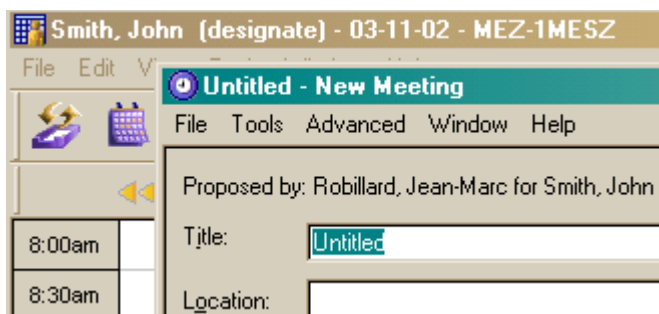 Smith, John (designate) - 03-11-02 - MEZ-1MESZ
File Edit
Untitled - New Meeting
File Tools Advanced Window Help
Proposed by: Robillard, Jean-Marc for Smith, John
Title: Untitled
Location:
8:00am
8:30am